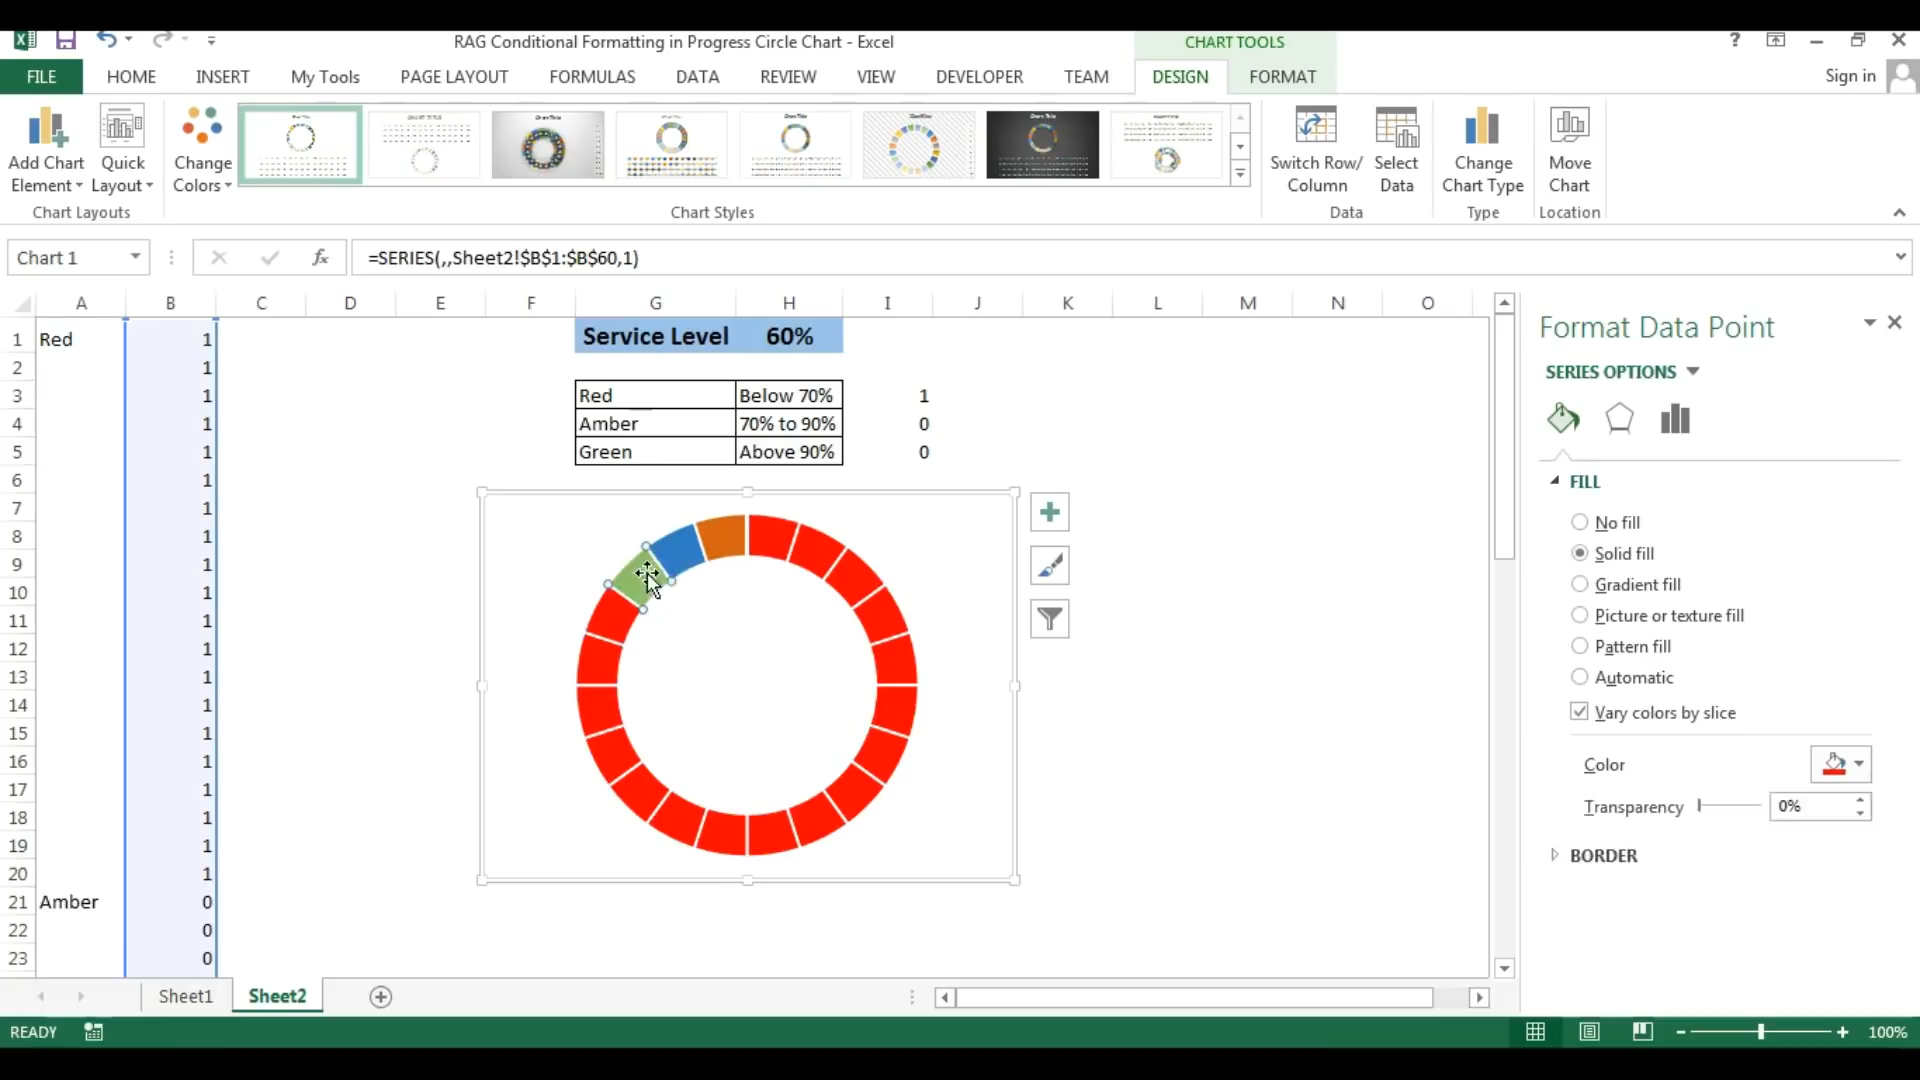 RAG Conditional Formatting in Progress Circle Chart - Excel
CHART TOOLS
?
FILE HOME INSERT My Tools PAGE LAYOUT FORMULAS DATA REVIEW VIEW DEVELOPER TEAM DESIGN FORMAT Sign in
Add Chart Element
Quick Layout
Change Colors
Switch Row/ Column
Select Data
Change Chart Type
Move Chart
Chart Layouts
Chart Styles
Data
Type
Location
Chart 1
fx
=SERIES(,,Sheet2!$B$1:$B$60,1)
A B C D E F G H I J K L M N O
1 Red 1 Service Level 60%
2 1
3 1 Red Below 70% 1
4 1 Amber 70% to 90% 0
5 1 Green Above 90% 0
6 1
7 1
8 1
9 1
10 1
11 1
12 1
13 1
14 1
15 1
16 1
17 1
18 1
19 1
20 1
21 Amber 0
22 0
23 0
Format Data Point
SERIES OPTIONS
FILL
No fill
Solid fill
Gradient fill
Picture or texture fill
Pattern fill
Automatic
Vary colors by slice
Color
Transparency 0%
BORDER
Sheet1 Sheet2
READY
100%